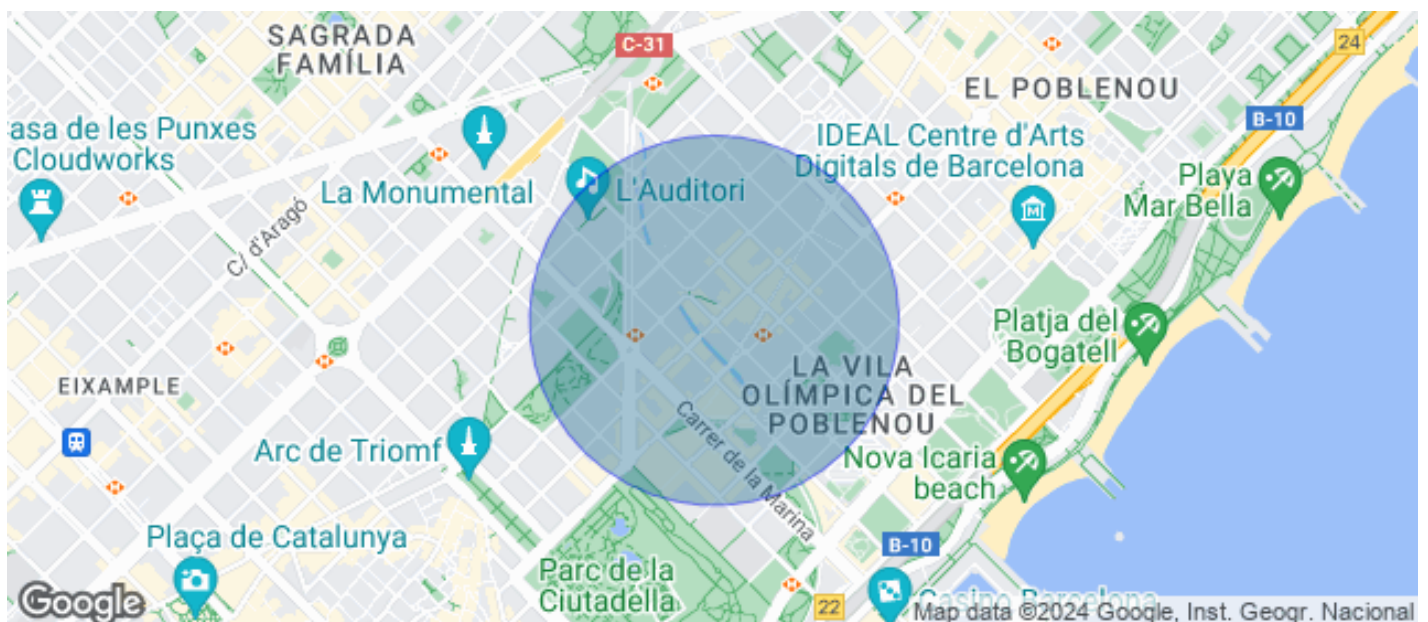 SAGRADA
FAMÍLIA
C-31
24
EL POBLENOU
B-10
asa de les Punxes
Cloudworks
La Monumental
L'Auditori
IDEAL Centre d'Arts
Digitals de Barcelona
Playa
Mar Bella
C/ d'Aragó
Platja del
Bogatell
EIXAMPLE
LA VILA
OLÍMPICA DEL
POBLENOU
Arc de Triomf
Carrer de la Marina
Nova Icaria
beach
Plaça de Catalunya
B-10
Parc de la
Ciutadella
22
Casino Barcelona
Google
Map data ©2024 Google, Inst. Geogr. Nacional